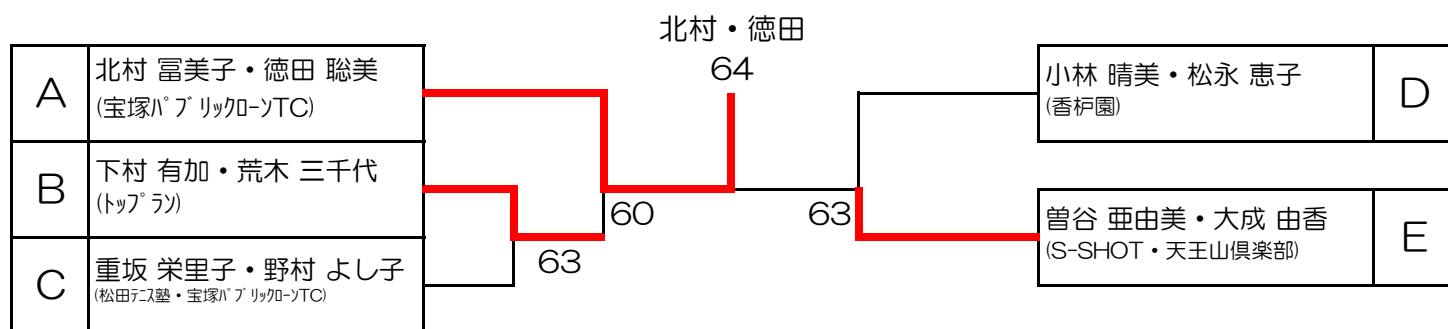 北村・徳田
64
A
北村 冨美子・徳田 聡美
(宝塚パブリックローンTC)
B
下村 有加・荒木 三千代
(トップラン)
C
重坂 栄里子・野村 よし子
(松田テニス塾・宝塚パブリックローンTC)
60
63
63
小林 晴美・松永 恵子
(香枦園)
D
曽谷 亜由美・大成 由香
(S-SHOT・天王山倶楽部)
E